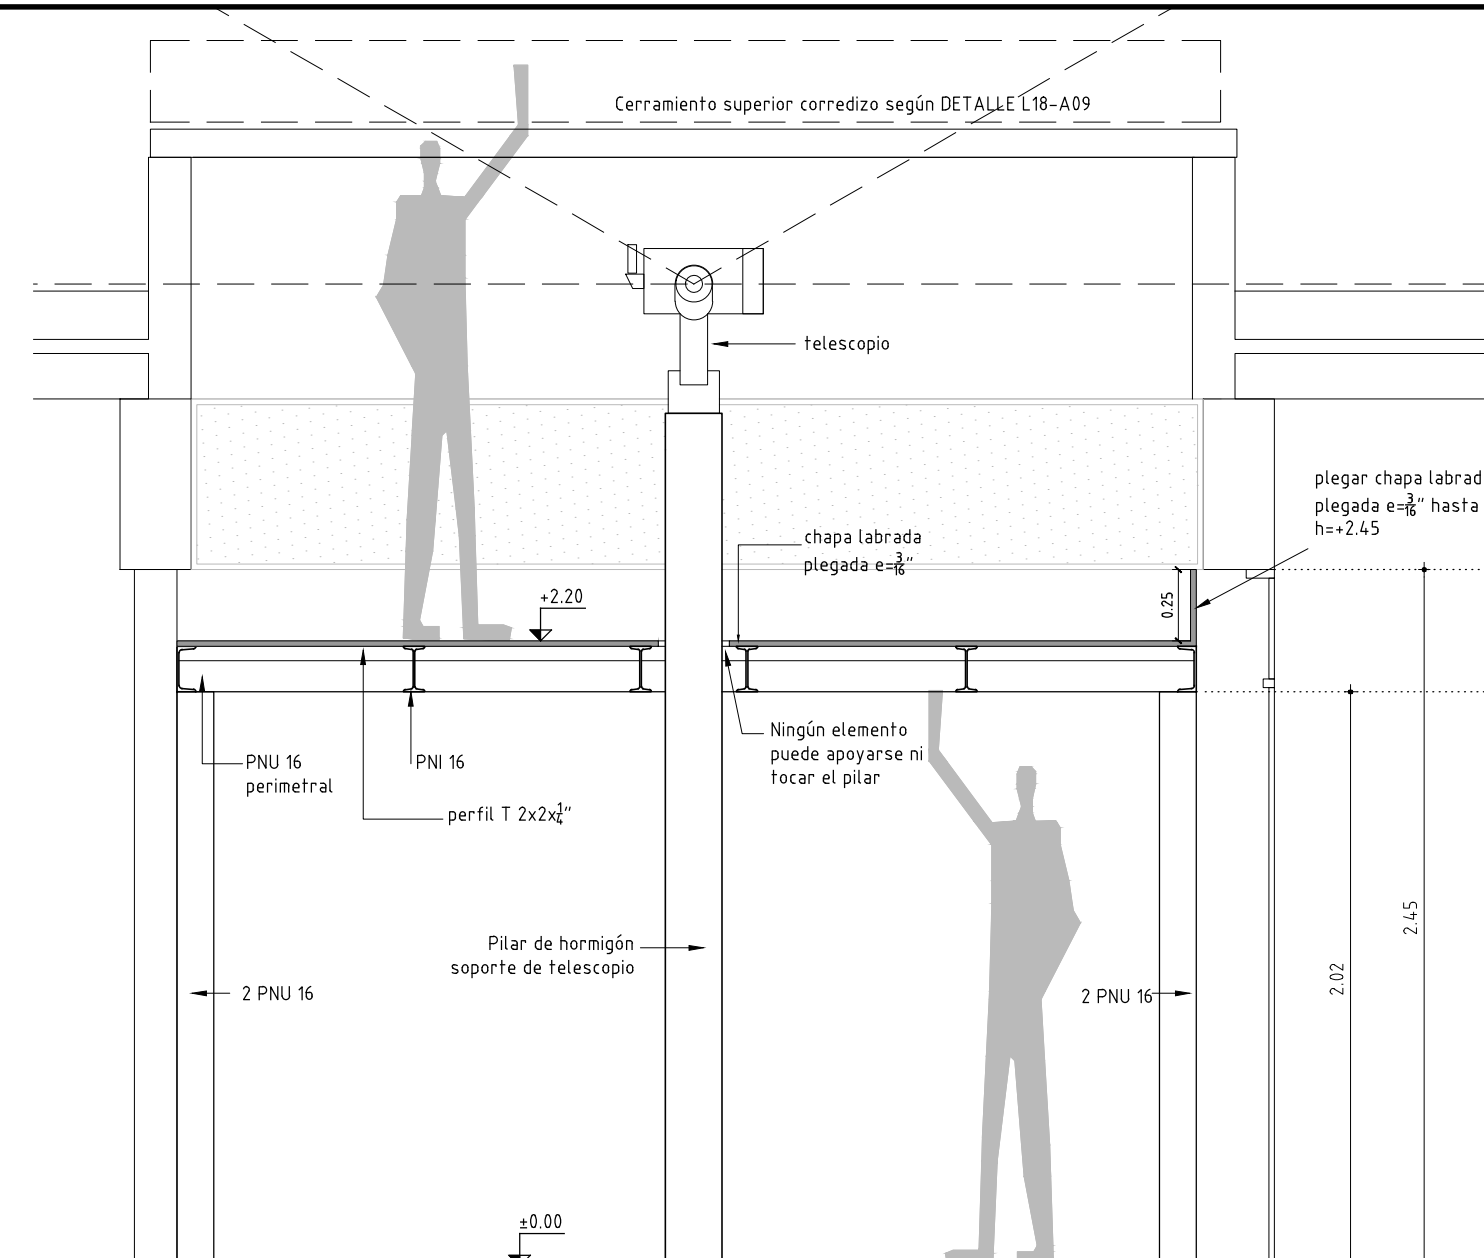 Cerramiento superior corredizo según DETALLE L18-A09
telescopio
plegar chapa labrad
plegada e=3/16" hasta
h=+2.45
chapa labrada
plegada e=3/16"
+2.20
0.25
Ningún elemento
puede apoyarse ni
tocar el pilar
PNU 16
perimetral
PNI 16
perfil T 2x2x1/4"
Pilar de hormigón
soporte de telescopio
2 PNU 16
2 PNU 16
2.02
2.45
±0.00